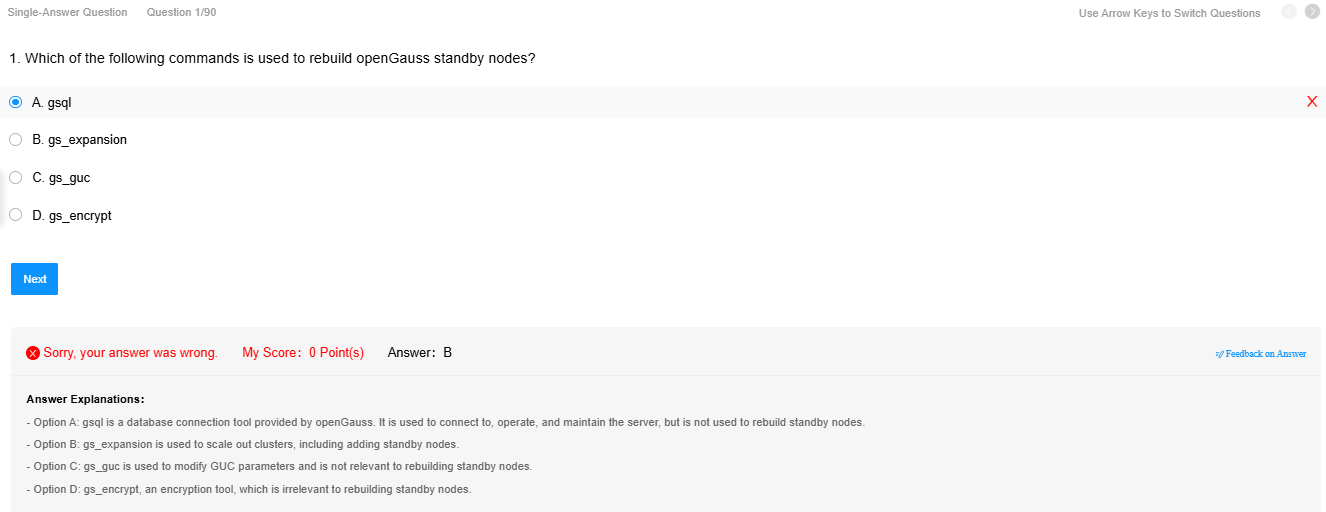 Single-Answer Question Question 1/90 Use Arrow Keys to Switch Questions
1. Which of the following commands is used to rebuild openGauss standby nodes?
A. gsql
B. gs_expansion
C. gs_guc
D. gs_encrypt
Next
Sorry, your answer was wrong. My Score: 0 Point(s) Answer: B Feedback on Answer
Answer Explanations:
- Option A: gsql is a database connection tool provided by openGauss. It is used to connect to, operate, and maintain the server, but is not used to rebuild standby nodes.
- Option B: gs_expansion is used to scale out clusters, including adding standby nodes.
- Option C: gs_guc is used to modify GUC parameters and is not relevant to rebuilding standby nodes.
- Option D: gs_encrypt, an encryption tool, which is irrelevant to rebuilding standby nodes.